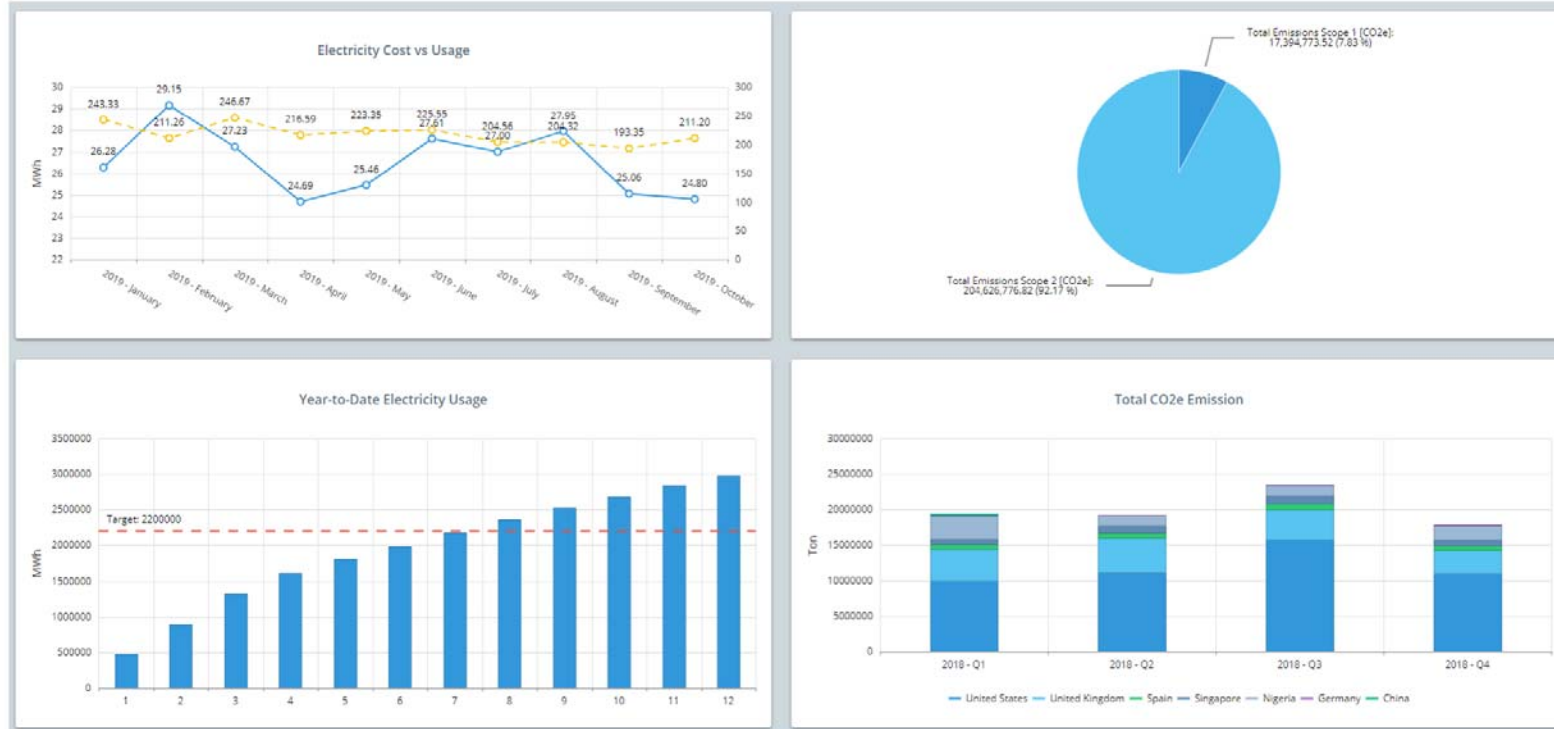 Electricity Cost vs Usage
30
29
28
27
26
25
24
23
22
MWh
300
250
200
150
100
50
0
243.33
211.26
246.67
216.59
223.35
225.55
204.56
204.32
193.35
211.20
26.28
29.15
27.23
24.69
25.46
27.61
27.00
27.95
25.06
24.80
2019 - January
2019 - February
2019 - March
2019 - April
2019 - May
2019 - June
2019 - July
2019 - August
2019 - September
2019 - October
Total Emissions Scope 1 [CO2e]:
17,394,773.52 (7.83 %)
Total Emissions Scope 2 [CO2e]:
204,626,776.82 (92.17 %)
Year-to-Date Electricity Usage
3500000
3000000
2500000
2000000
1500000
1000000
500000
0
MWh
Target: 2200000
1 2 3 4 5 6 7 8 9 10 11 12
Total CO2e Emission
30000000
25000000
20000000
15000000
10000000
5000000
0
Ton
2018 - Q1 2018 - Q2 2018 - Q3 2018 - Q4
United States United Kingdom Spain Singapore Nigeria Germany China